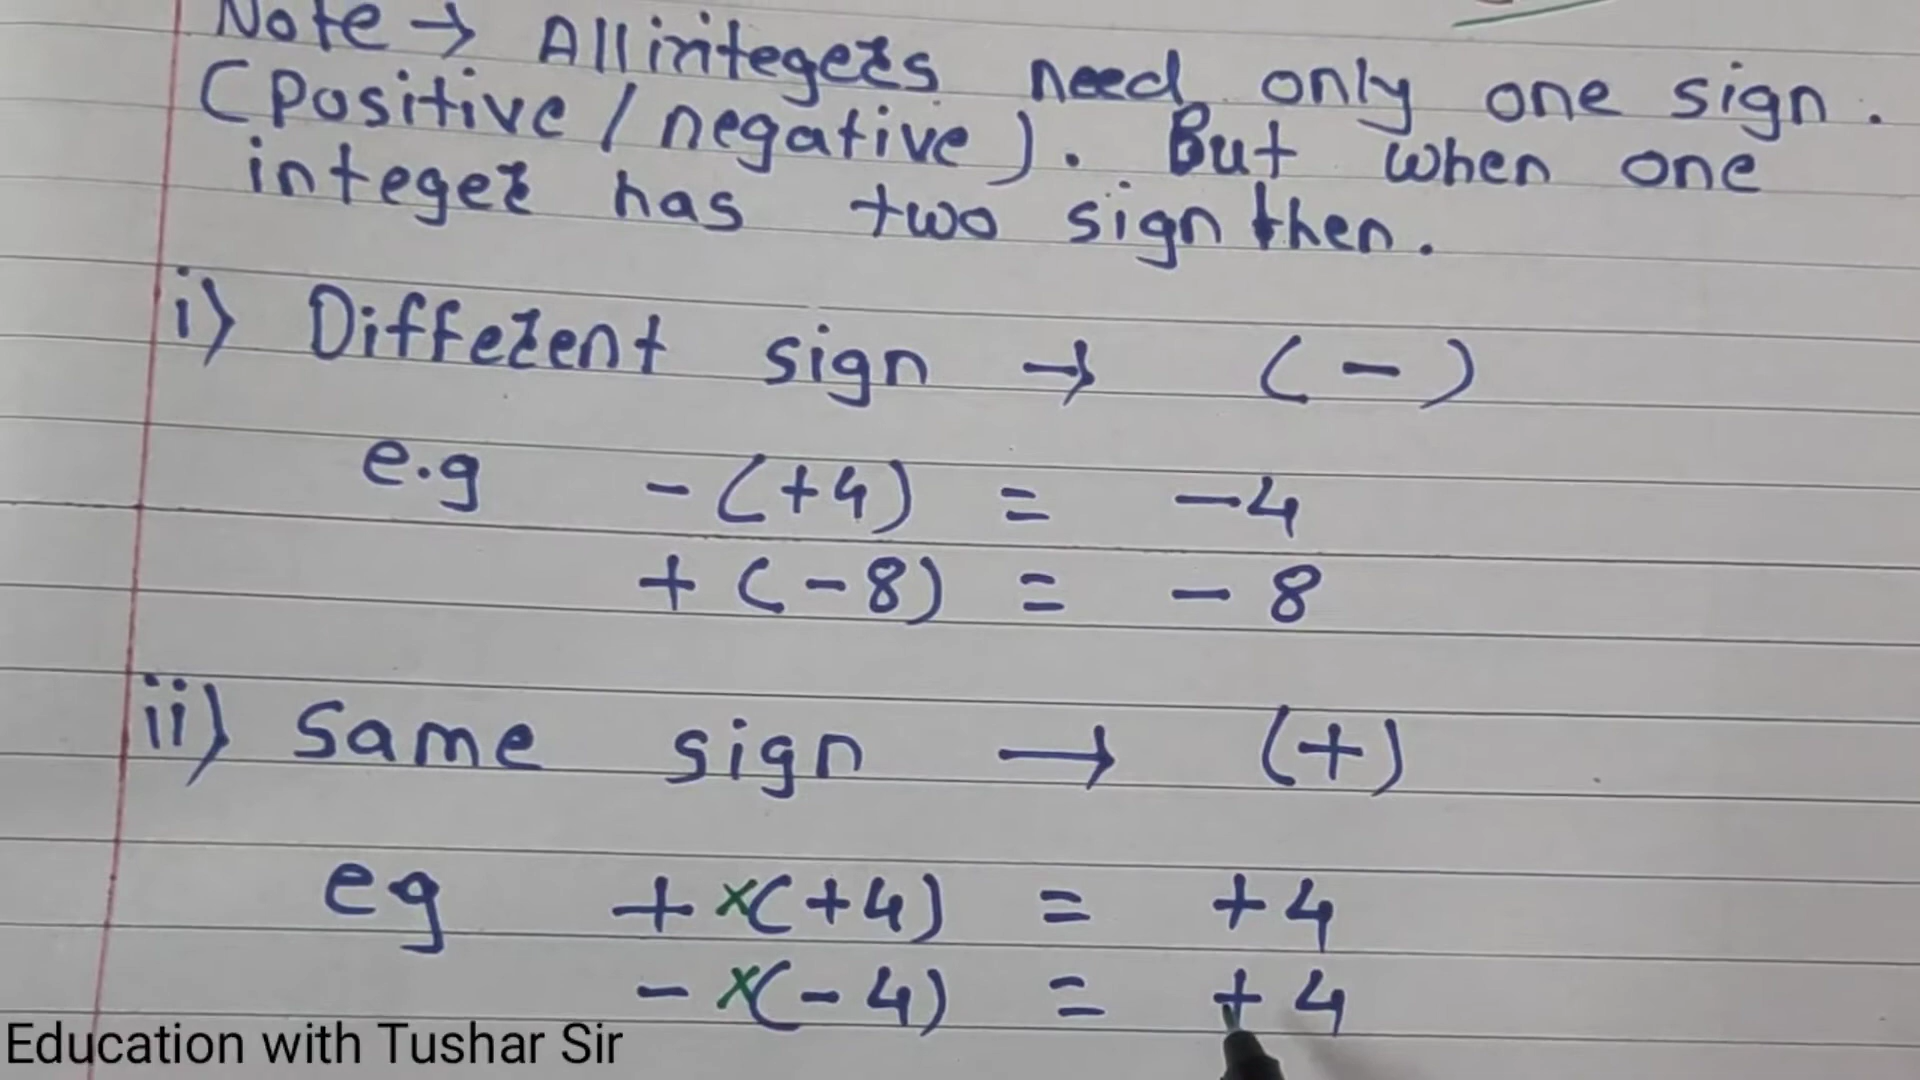 Note → All integers need only one sign.
(Positive / negative). But when one
integer has two sign then.
i) Different sign → (-)
e.g -(+4) = -4
+(-8) = -8
ii) Same sign → (+)
eg +×(+4) = +4
-×(-4) = +4
Education with Tushar Sir